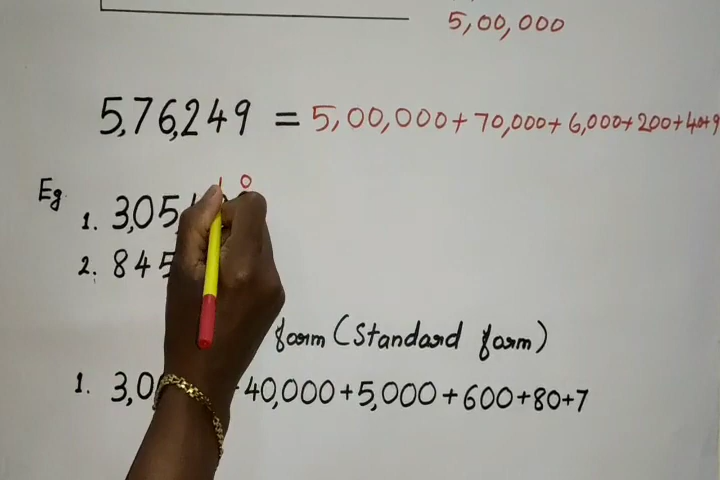 5,00,000
5,76,249 = 5,00,000+70,000+6,000+200+40+9
Eg.
0
1. 3,05,
2. 845
form (Standard form)
1. 3,0 40,000+5,000+600+80+7